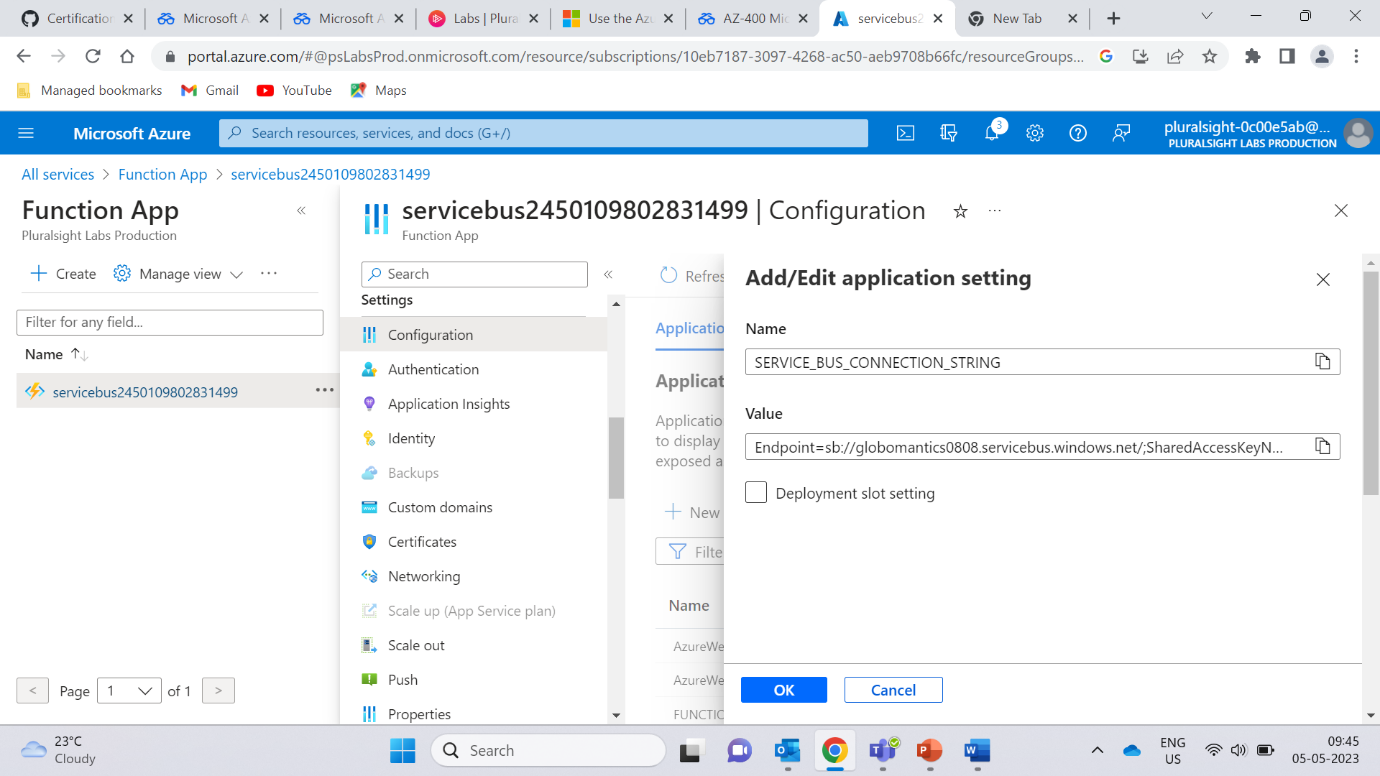 Certification
Microsoft A
Microsoft A
Labs | Plura
Use the Azu
AZ-400 Mic
servicebus2
New Tab
portal.azure.com/#@psLabsProd.onmicrosoft.com/resource/subscriptions/10eb7187-3097-4268-ac50-aeb9708b66fc/resourceGroups...
Managed bookmarks
Gmail
YouTube
Maps
Microsoft Azure
Search resources, services, and docs (G+/)
3
pluralsight-0c00e5ab@...
PLURALSIGHT LABS PRODUCTION
All services > Function App > servicebus2450109802831499
Function App
Pluralsight Labs Production
Create
Manage view
Filter for any field...
Name
servicebus2450109802831499
< Page 1 of 1 >
servicebus2450109802831499 | Configuration
Function App
Search
Settings
Configuration
Authentication
Application Insights
Identity
Backups
Custom domains
Certificates
Networking
Scale up (App Service plan)
Scale out
Push
Properties
Refres
Applicatio
Applicat
Applicatio
to display
exposed a
New
Filte
Name
AzureWe
AzureWe
FUNCTIC
Add/Edit application setting
Name
SERVICE_BUS_CONNECTION_STRING
Value
Endpoint=sb://globomantics0808.servicebus.windows.net/;SharedAccessKeyN...
Deployment slot setting
OK
Cancel
23°C
Cloudy
Search
ENG
US
09:45
05-05-2023